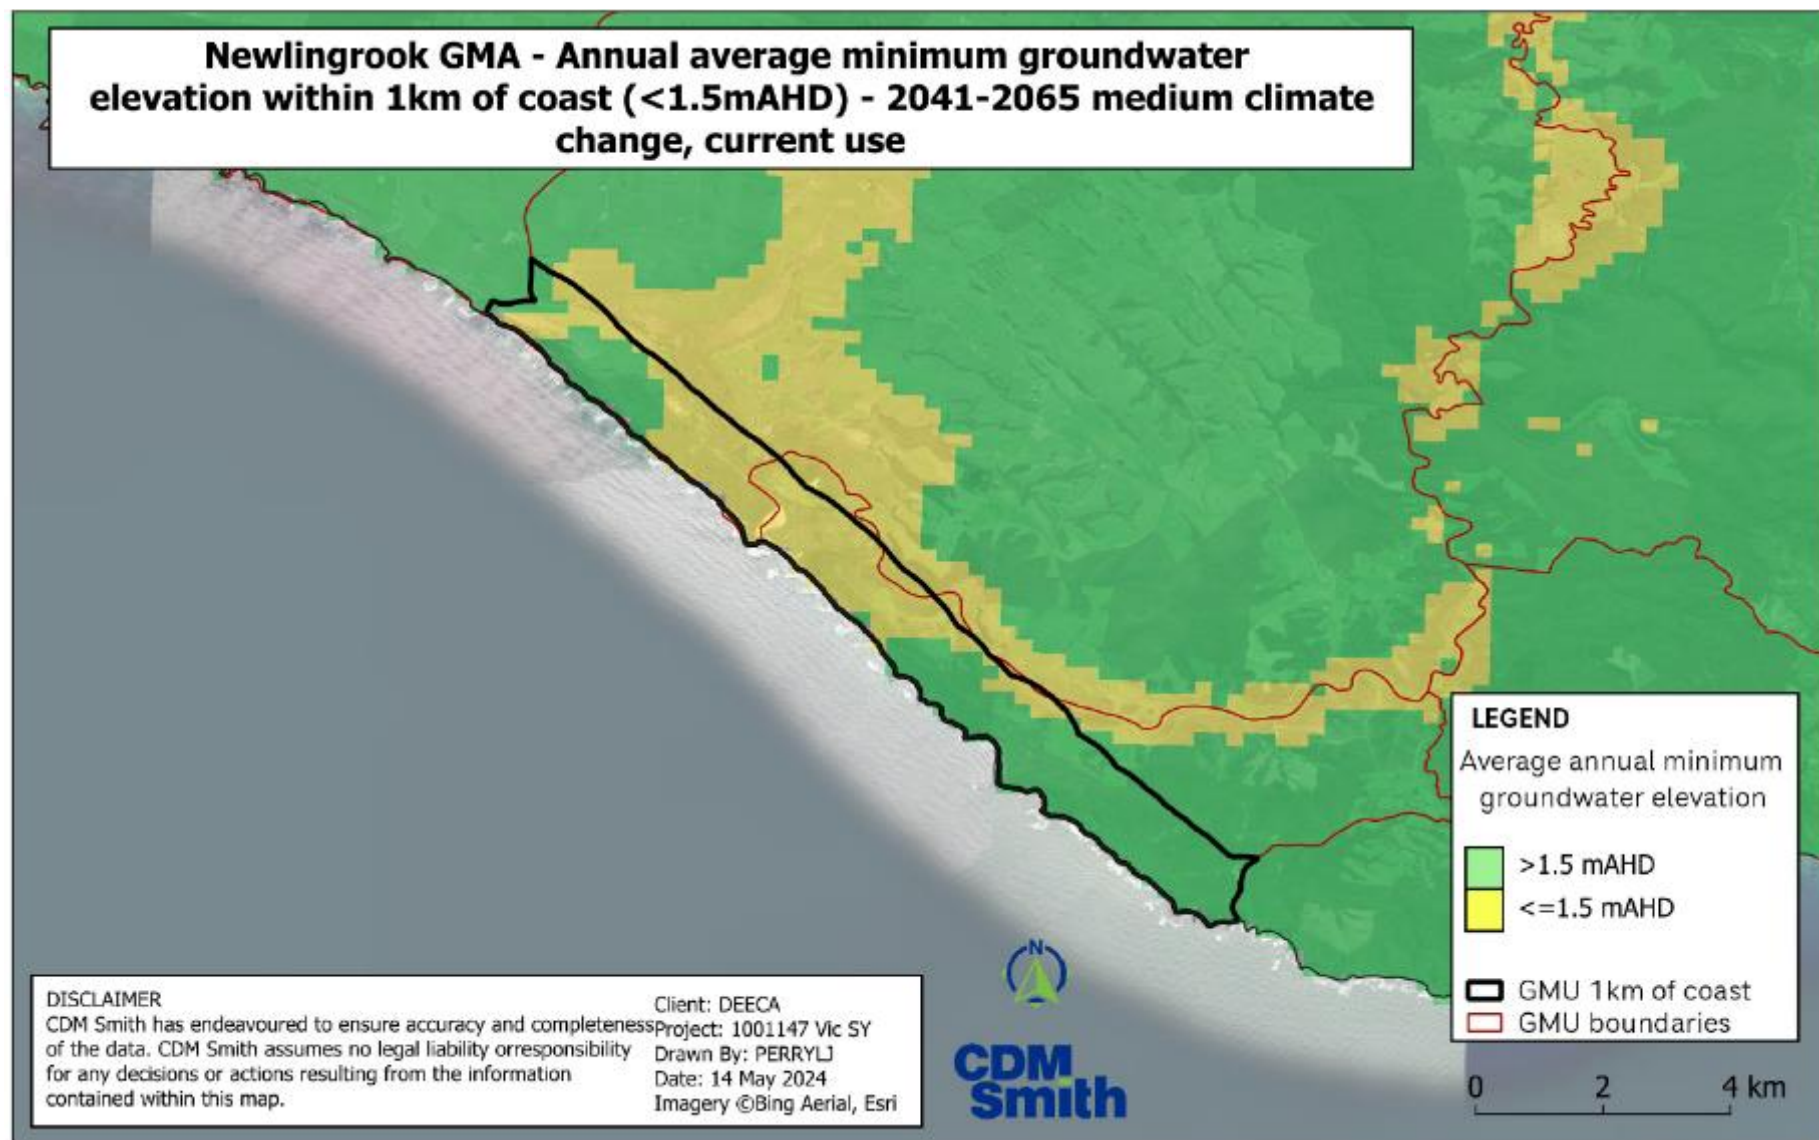 Newlingrook GMA - Annual average minimum groundwater
elevation within 1km of coast (<1.5mAHD) - 2041-2065 medium climate
change, current use
LEGEND
Average annual minimum
groundwater elevation
>1.5 mAHD
<=1.5 mAHD
GMU 1km of coast
GMU boundaries
0 2 4 km
N
CDM
Smith
DISCLAIMER
CDM Smith has endeavoured to ensure accuracy and completeness
of the data. CDM Smith assumes no legal liability orresponsibility
for any decisions or actions resulting from the information
contained within this map.
Client: DEECA
Project: 1001147 Vic SY
Drawn By: PERRYLJ
Date: 14 May 2024
Imagery ©Bing Aerial, Esri